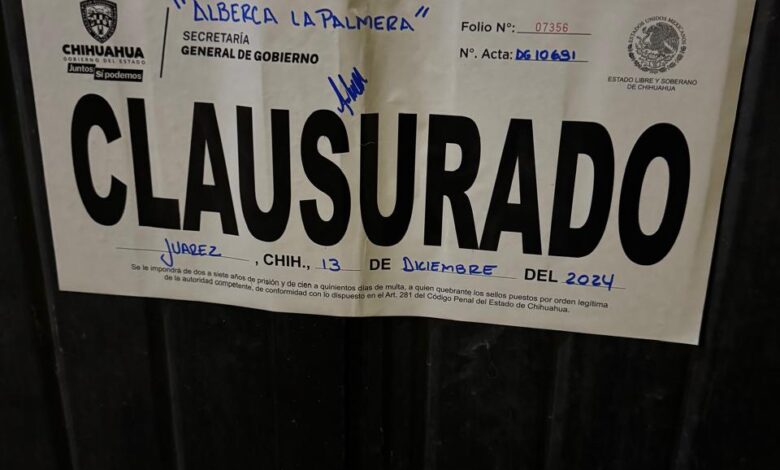 "ALBERCA LA PALMERA"
CHIHUAHUA
GOBIERNO DEL ESTADO
Juntos Sí podemos
SECRETARÍA
GENERAL DE GOBIERNO
Folio N°: 07356
N°. Acta: DG 10691
ESTADOS UNIDOS MEXICANOS
ESTADO LIBRE Y SOBERANO
DE CHIHUAHUA
CLAUSURADO
JUAREZ, CHIH., 13 DE DICIEMBRE DEL 2024
Se le impondrá de dos a siete años de prisión y de cien a quinientos días de multa, a quien quebrante los sellos puestos por orden legítima
de la autoridad competente, de conformidad con lo dispuesto en el Art. 281 del Código Penal del Estado de Chihuahua.